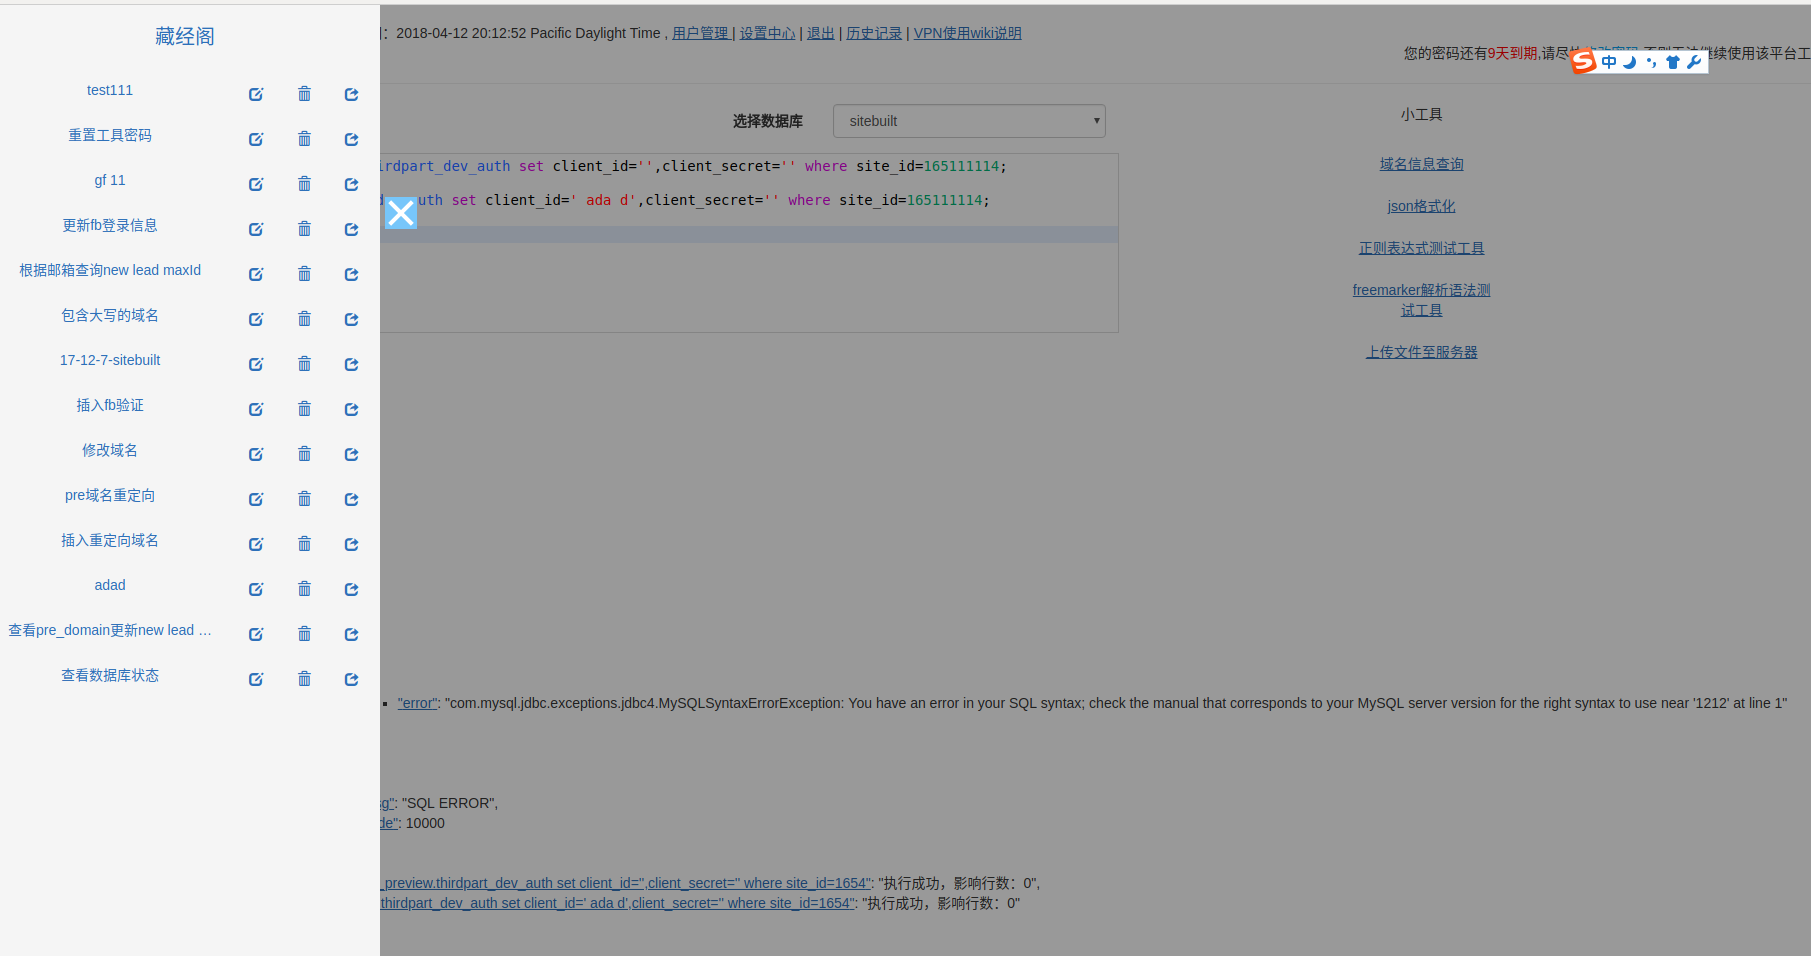 藏经阁
test111
重置工具密码
gf 11
更新fb登录信息
根据邮箱查询new lead maxId
包含大写的域名
17-12-7-sitebuilt
插入fb验证
修改域名
pre域名重定向
插入重定向域名
adad
查看pre_domain更新new lead …
查看数据库状态
: 2018-04-12 20:12:52 Pacific Daylight Time , 用户管理 | 设置中心 | 退出 | 历史记录 | VPN使用wiki说明
您的密码还有9天到期,请尽 继续使用该平台工
中
选择数据库 sitebuilt
irdpart_dev_auth set client_id='',client_secret='' where site_id=165111114;
uth set client_id=' ada d',client_secret='' where site_id=165111114;
小工具
域名信息查询
json格式化
正则表达式测试工具
freemarker解析语法测
试工具
上传文件至服务器
"error": "com.mysql.jdbc.exceptions.jdbc4.MySQLSyntaxErrorException: You have an error in your SQL syntax; check the manual that corresponds to your MySQL server version for the right syntax to use near '1212' at line 1"
sg": "SQL ERROR",
de": 10000
_preview.thirdpart_dev_auth set client_id='',client_secret='' where site_id=1654": "执行成功，影响行数：0",
thirdpart_dev_auth set client_id=' ada d',client_secret='' where site_id=1654": "执行成功，影响行数：0"